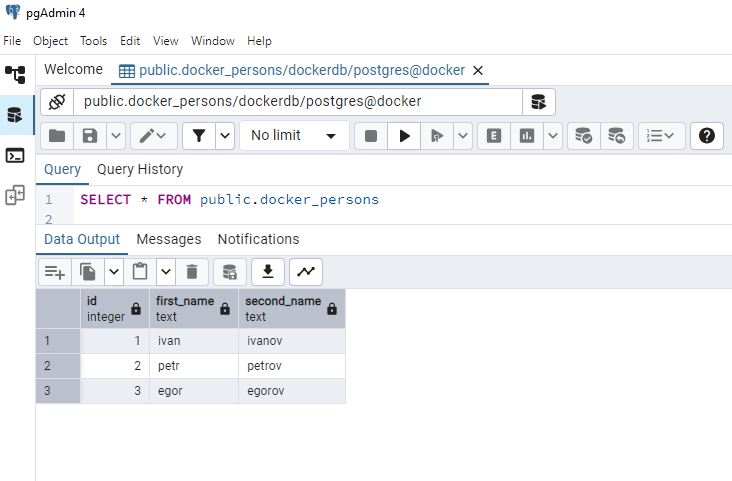 pgAdmin 4
File Object Tools Edit View Window Help
Welcome public.docker_persons/dockerdb/postgres@docker
public.docker_persons/dockerdb/postgres@docker
No limit E
Query Query History
1 SELECT * FROM public.docker_persons
2
Data Output Messages Notifications
id first_name second_name
integer text text
1 1 ivan ivanov
2 2 petr petrov
3 3 egor egorov